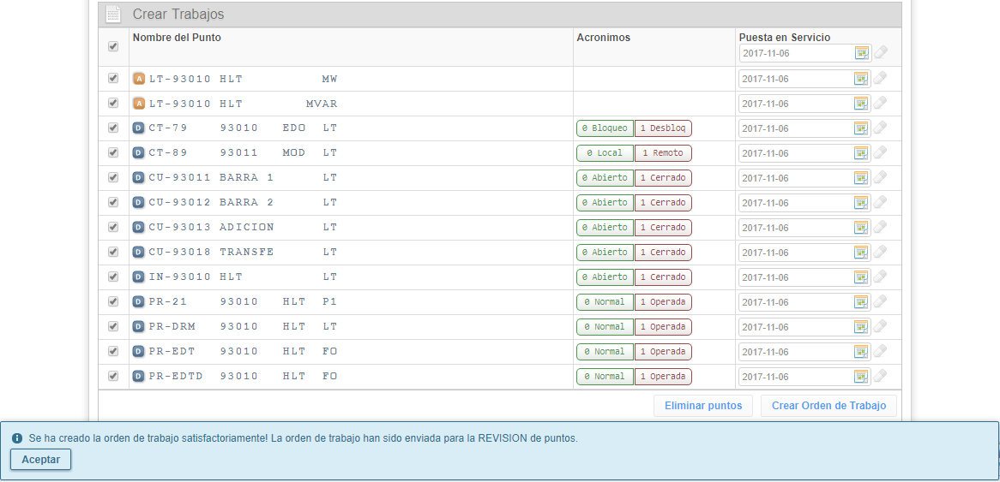 Crear Trabajos
Nombre del Punto Acronimos Puesta en Servicio
2017-11-06
A LT-93010 HLT MW 2017-11-06
A LT-93010 HLT MVAR 2017-11-06
D CT-79 93010 EDO LT 0 Bloqueo 1 Desbloq 2017-11-06
D CT-89 93011 MOD LT 0 Local 1 Remoto 2017-11-06
D CU-93011 BARRA 1 LT 0 Abierto 1 Cerrado 2017-11-06
D CU-93012 BARRA 2 LT 0 Abierto 1 Cerrado 2017-11-06
D CU-93013 ADICION LT 0 Abierto 1 Cerrado 2017-11-06
D CU-93018 TRANSFE LT 0 Abierto 1 Cerrado 2017-11-06
D IN-93010 HLT LT 0 Abierto 1 Cerrado 2017-11-06
D PR-21 93010 HLT P1 0 Normal 1 Operada 2017-11-06
D PR-DRM 93010 HLT LT 0 Normal 1 Operada 2017-11-06
D PR-EDT 93010 HLT FO 0 Normal 1 Operada 2017-11-06
D PR-EDTD 93010 HLT FO 0 Normal 1 Operada 2017-11-06
Eliminar puntos Crear Orden de Trabajo
Se ha creado la orden de trabajo satisfactoriamente! La orden de trabajo han sido enviada para la REVISION de puntos.
Aceptar